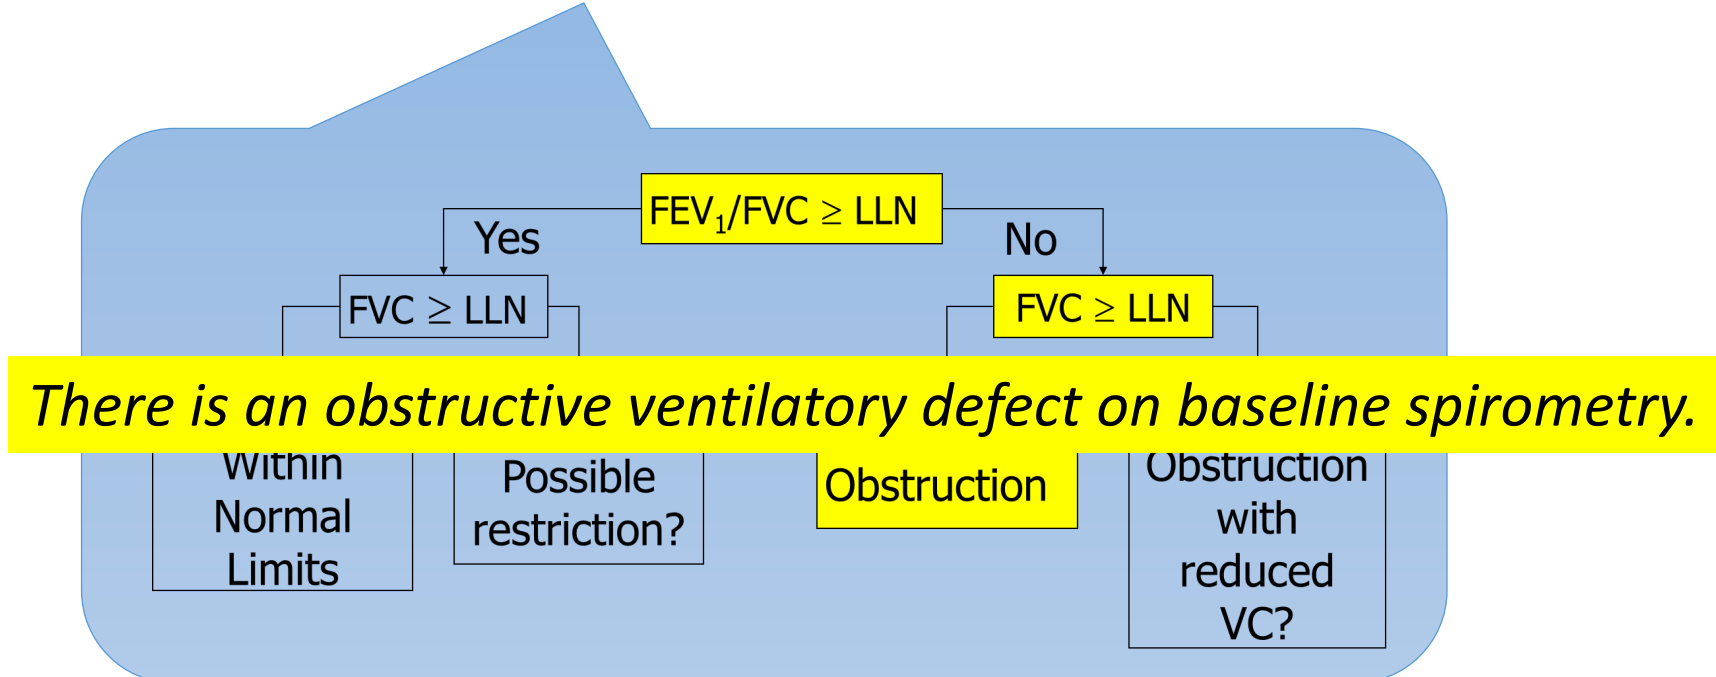 FEV₁/FVC ≥ LLN
Yes
No
FVC ≥ LLN
FVC ≥ LLN
There is an obstructive ventilatory defect on baseline spirometry.
Within
Normal
Limits
Possible
restriction?
Obstruction
Obstruction
with
reduced
VC?